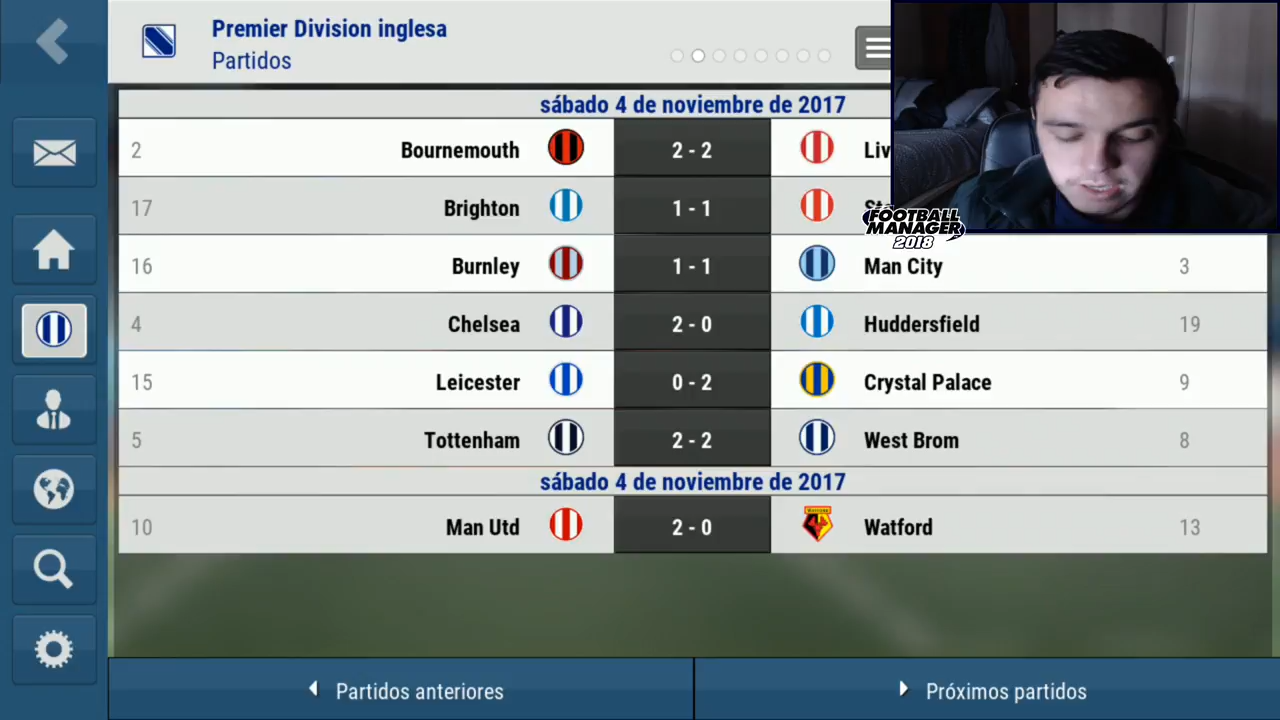 Premier Division inglesa
Partidos
sábado 4 de noviembre de 2017
2 Bournemouth 2 - 2
17 Brighton 1 - 1
FOOTBALL
MANAGER
2018
16 Burnley 1 - 1 Man City 3
4 Chelsea 2 - 0 Huddersfield 19
15 Leicester 0 - 2 Crystal Palace 9
5 Tottenham 2 - 2 West Brom 8
sábado 4 de noviembre de 2017
10 Man Utd 2 - 0 Watford 13
Partidos anteriores
Próximos partidos